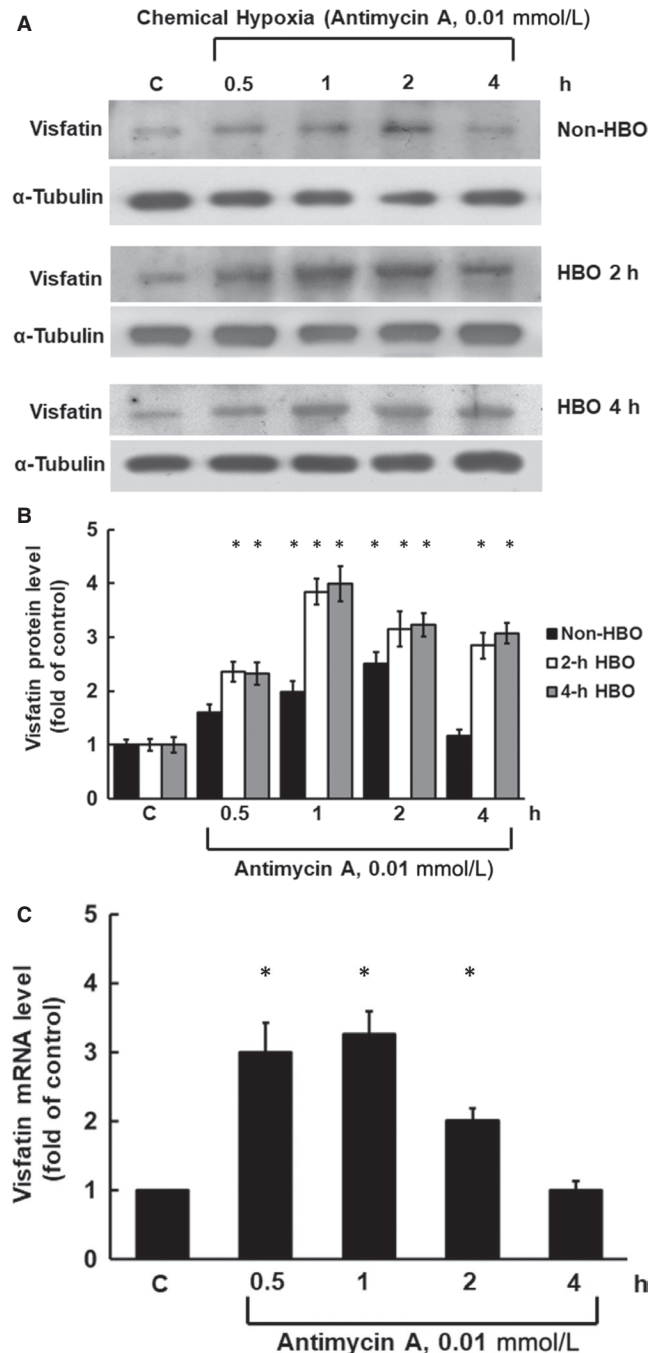 A
Chemical Hypoxia (Antimycin A, 0.01 mmol/L)
C 0.5 1 2 4 h
Visfatin Non-HBO
α-Tubulin
Visfatin HBO 2 h
α-Tubulin
Visfatin HBO 4 h
α-Tubulin
B
Visfatin protein level
(fold of control)
5
4
3
2
1
0
* * * * * * * * * *
Non-HBO
2-h HBO
4-h HBO
C 0.5 1 2 4 h
Antimycin A, 0.01 mmol/L)
C
Visfatin mRNA level
(fold of control)
5
4
3
2
1
0
* * *
C 0.5 1 2 4 h
Antimycin A, 0.01 mmol/L